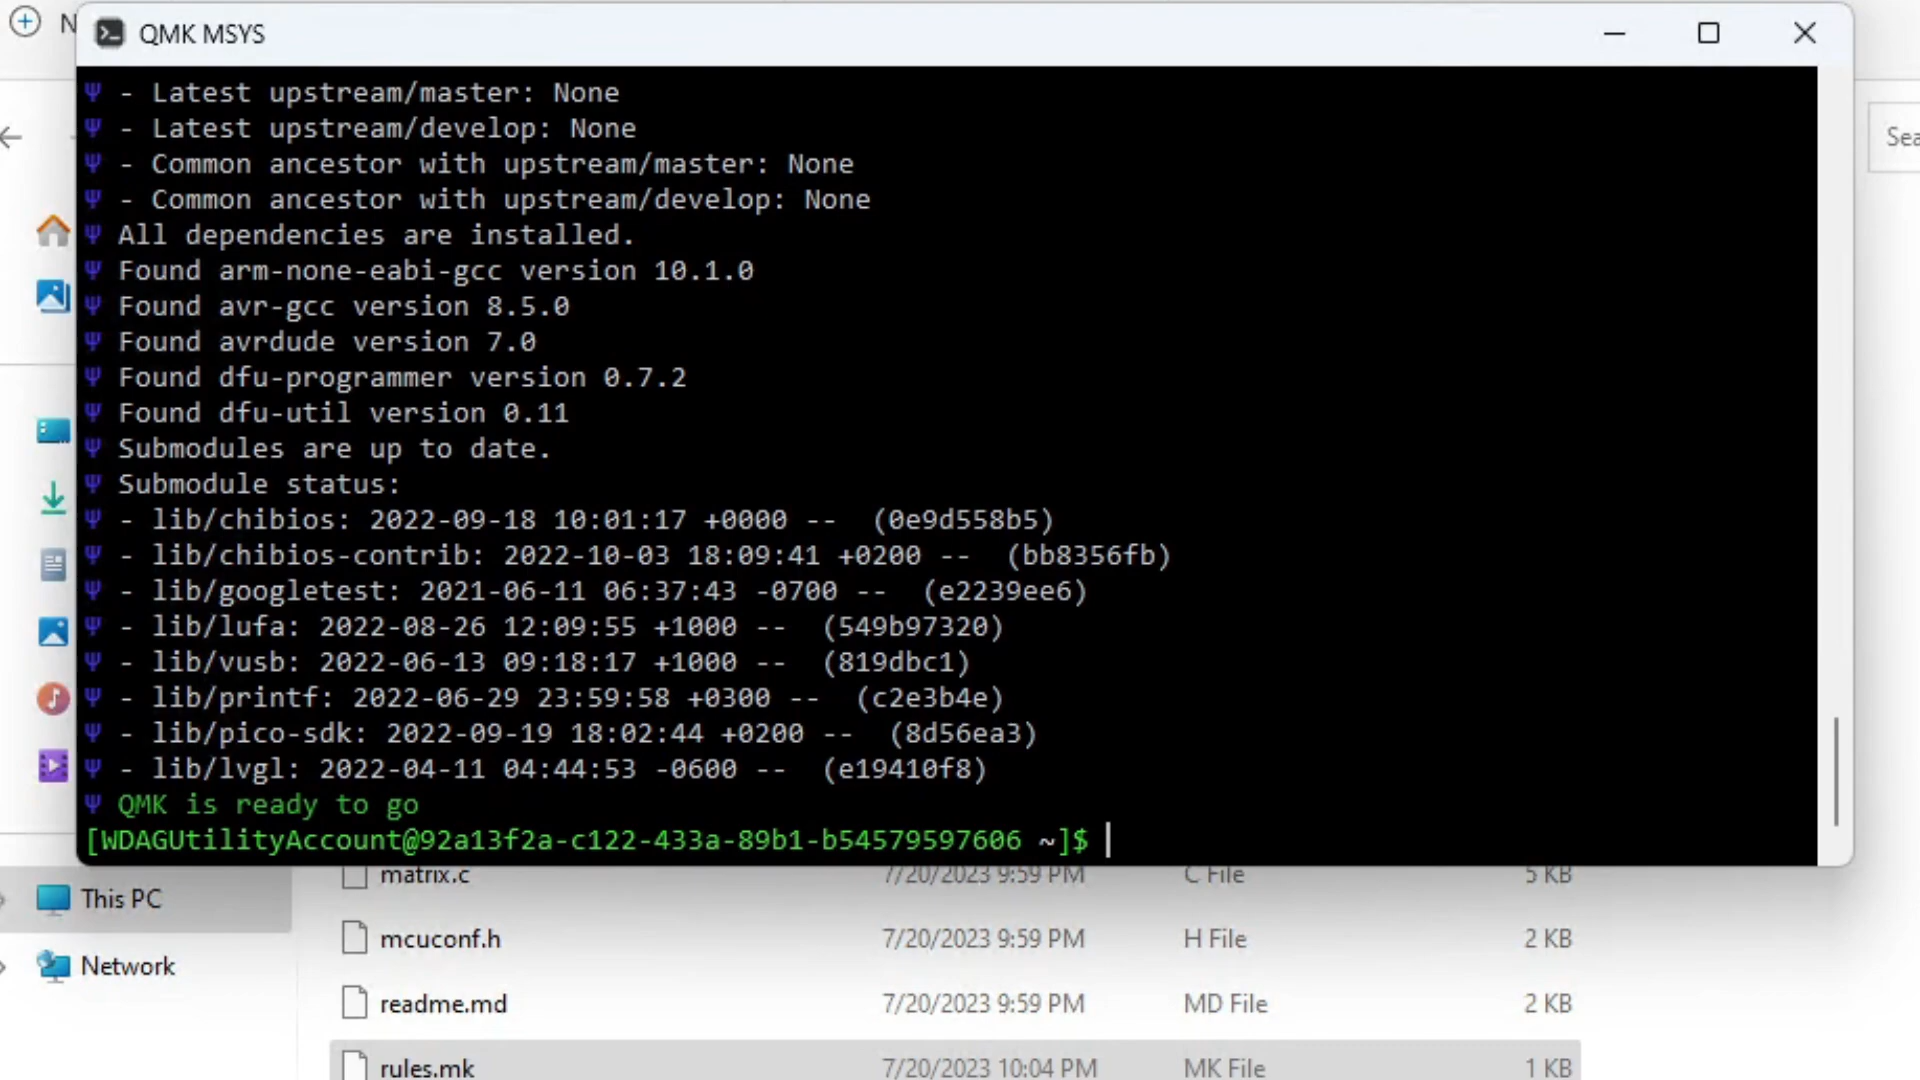 N
QMK MSYS
Ψ - Latest upstream/master: None
Ψ - Latest upstream/develop: None
Ψ - Common ancestor with upstream/master: None
Ψ - Common ancestor with upstream/develop: None
Ψ All dependencies are installed.
Ψ Found arm-none-eabi-gcc version 10.1.0
Ψ Found avr-gcc version 8.5.0
Ψ Found avrdude version 7.0
Ψ Found dfu-programmer version 0.7.2
Ψ Found dfu-util version 0.11
Ψ Submodules are up to date.
Ψ Submodule status:
Ψ - lib/chibios: 2022-09-18 10:01:17 +0000 --  (0e9d558b5)
Ψ - lib/chibios-contrib: 2022-10-03 18:09:41 +0200 --  (bb8356fb)
Ψ - lib/googletest: 2021-06-11 06:37:43 -0700 --  (e2239ee6)
Ψ - lib/lufa: 2022-08-26 12:09:55 +1000 --  (549b97320)
Ψ - lib/vusb: 2022-06-13 09:18:17 +1000 --  (819dbc1)
Ψ - lib/printf: 2022-06-29 23:59:58 +0300 --  (c2e3b4e)
Ψ - lib/pico-sdk: 2022-09-19 18:02:44 +0200 --  (8d56ea3)
Ψ - lib/lvgl: 2022-04-11 04:44:53 -0600 --  (e19410f8)
Ψ QMK is ready to go
[WDAGUtilityAccount@92a13f2a-c122-433a-89b1-b54579597606 ~]$
Sea
This PC
Network
matrix.c 7/20/2023 9:59 PM C File 5 KB
mcuconf.h 7/20/2023 9:59 PM H File 2 KB
readme.md 7/20/2023 9:59 PM MD File 2 KB
rules.mk 7/20/2023 10:04 PM MK File 1 KB